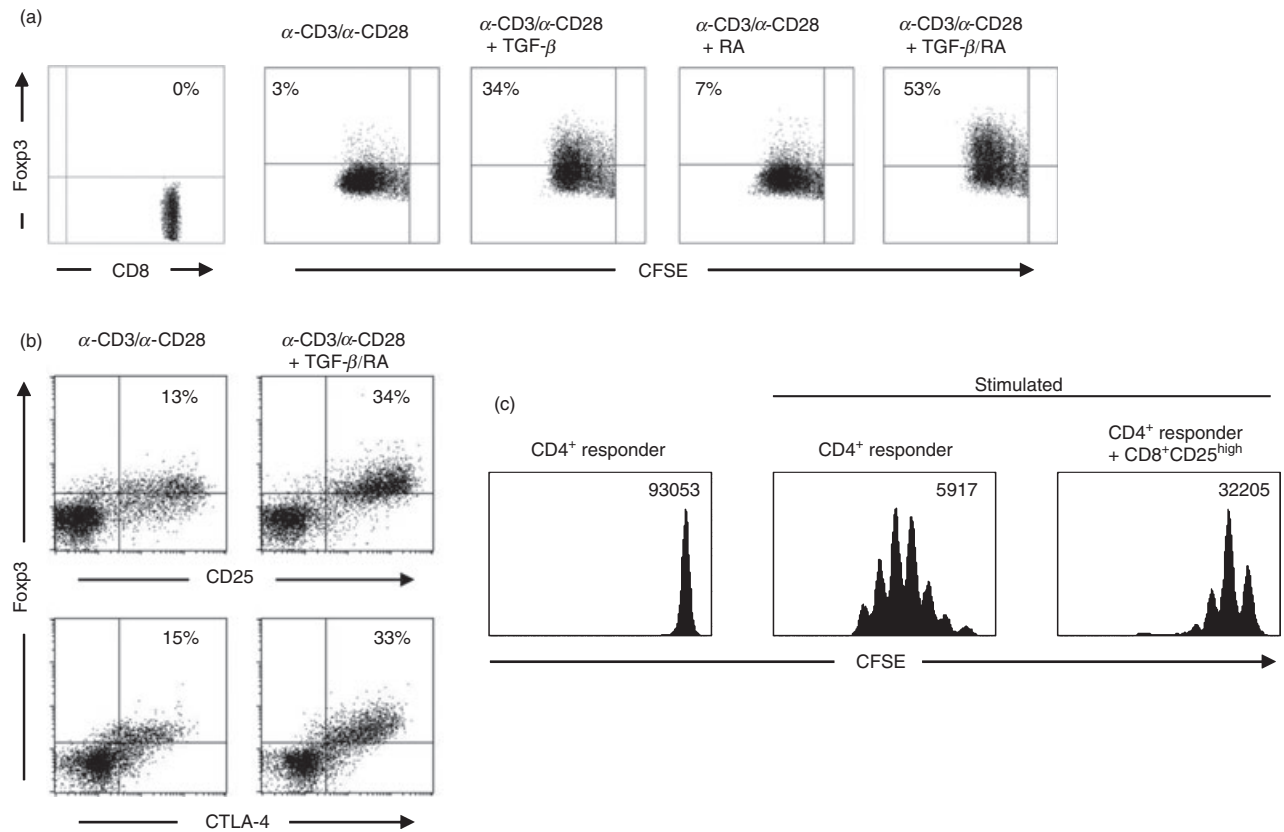 (a)
α-CD3/α-CD28
α-CD3/α-CD28
+ TGF-β
α-CD3/α-CD28
+ RA
α-CD3/α-CD28
+ TGF-β/RA
0%
3%
34%
7%
53%
Foxp3
CD8
CFSE
(b)
α-CD3/α-CD28
α-CD3/α-CD28
+ TGF-β/RA
13%
34%
CD25
Foxp3
15%
33%
CTLA-4
(c)
Stimulated
CD4+ responder
CD4+ responder
CD4+ responder
+ CD8+CD25high
93053
5917
32205
CFSE